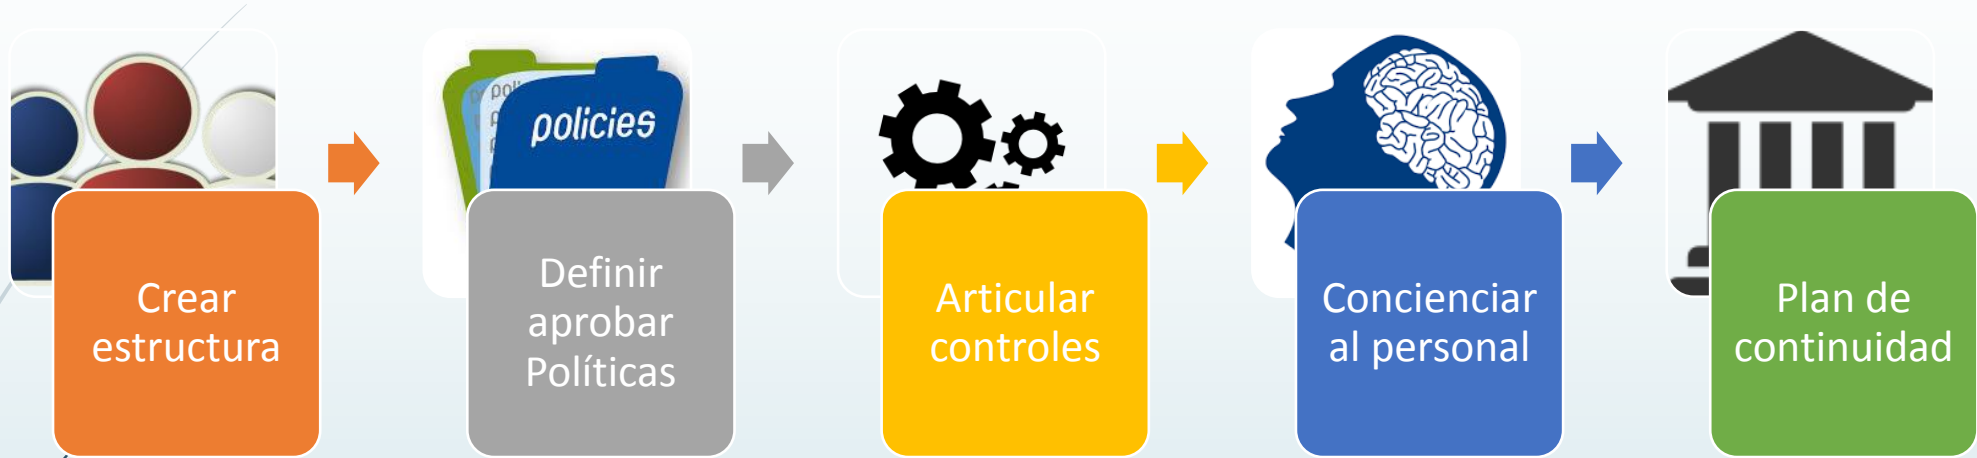 policies
Crear
estructura
Definir
aprobar
Políticas
Articular
controles
Concienciar
al personal
Plan de
continuidad